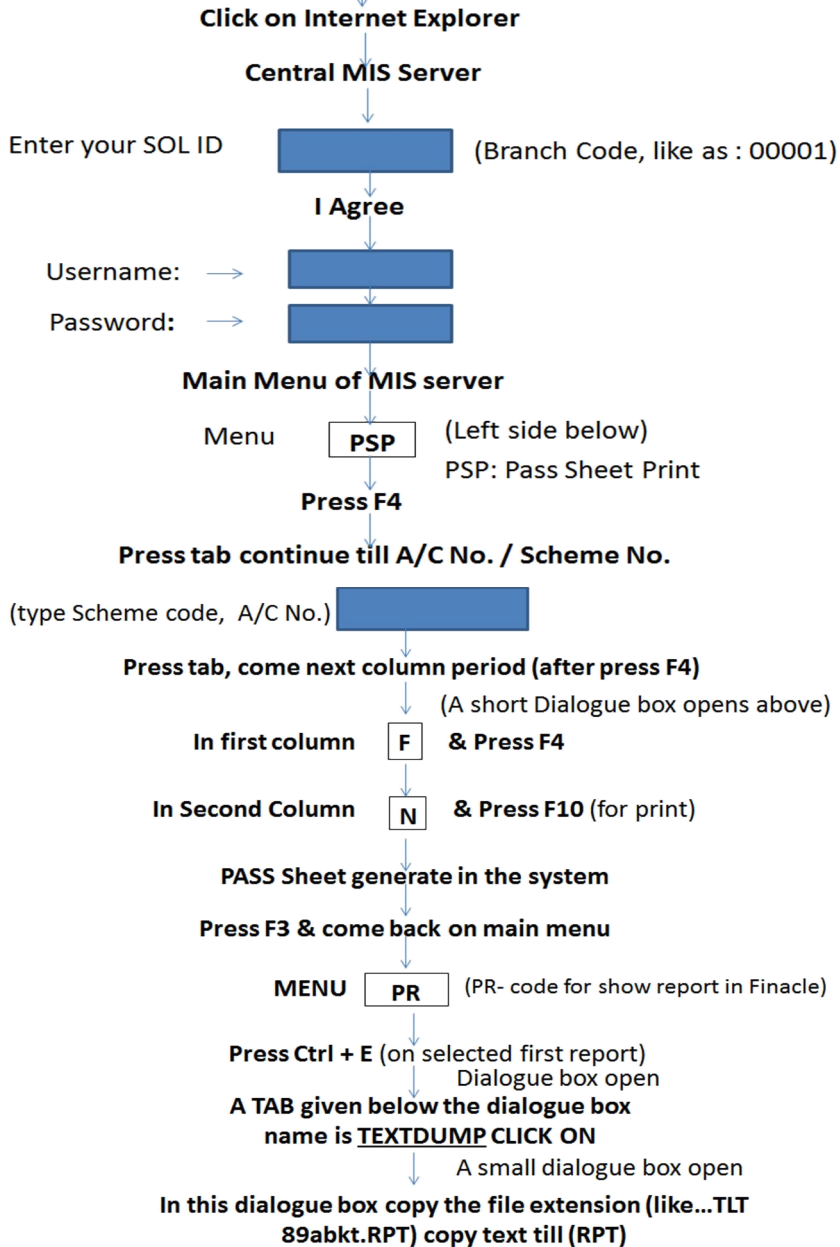 Click on Internet Explorer
Central MIS Server
Enter your SOL ID (Branch Code, like as : 00001)
I Agree
Username:
Password:
Main Menu of MIS server
Menu PSP (Left side below)
PSP: Pass Sheet Print
Press F4
Press tab continue till A/C No. / Scheme No.
(type Scheme code, A/C No.)
Press tab, come next column period (after press F4)
(A short Dialogue box opens above)
In first column F & Press F4
In Second Column N & Press F10 (for print)
PASS Sheet generate in the system
Press F3 & come back on main menu
MENU PR (PR- code for show report in Finacle)
Press Ctrl + E (on selected first report)
Dialogue box open
A TAB given below the dialogue box
name is TEXTDUMP CLICK ON
A small dialogue box open
In this dialogue box copy the file extension (like...TLT
89abkt.RPT) copy text till (RPT)